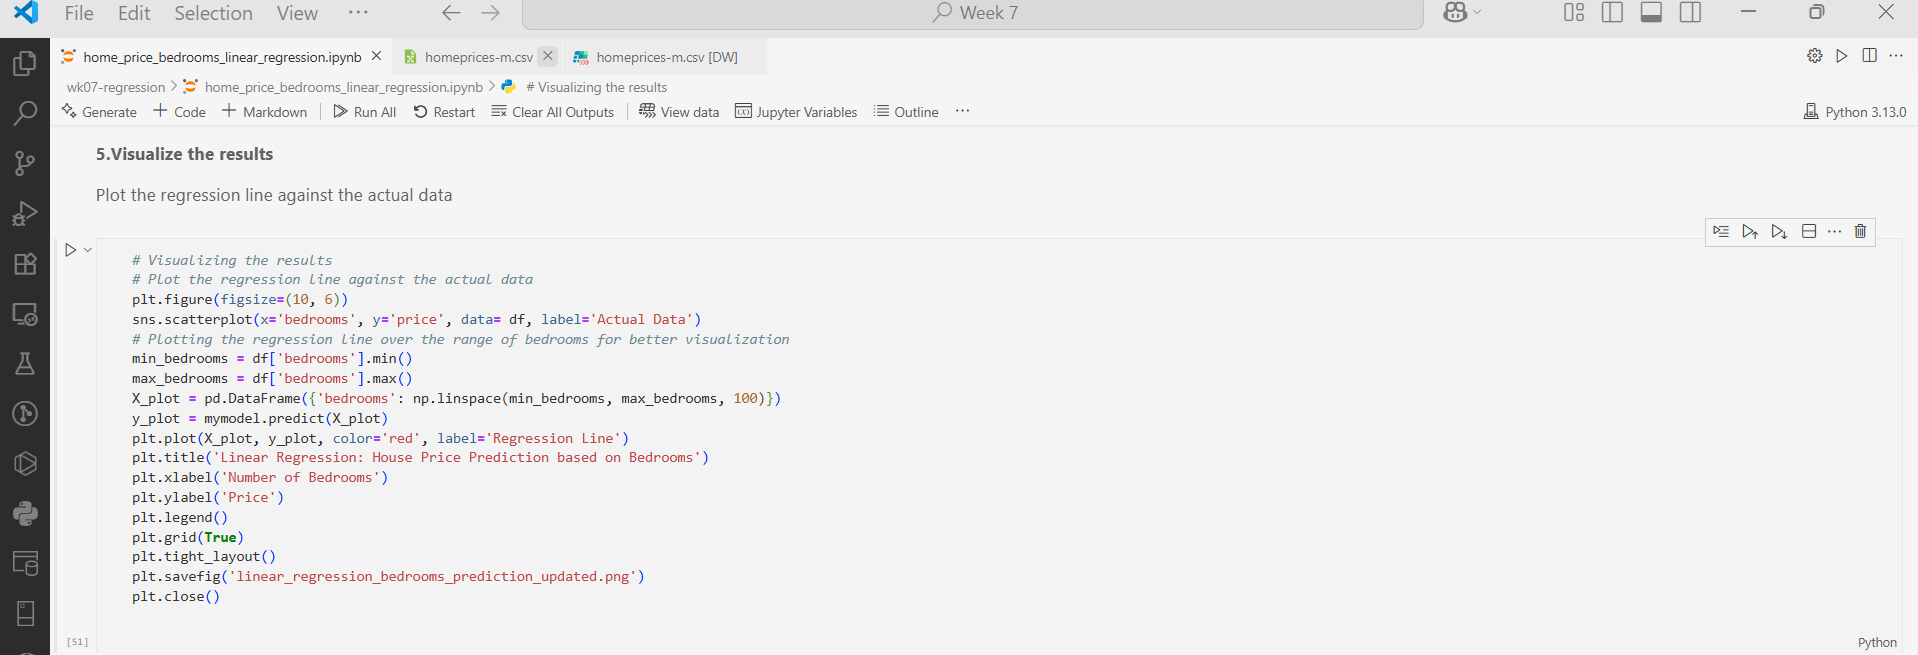 File Edit Selection View ··· Week 7
home_price_bedrooms_linear_regression.ipynb homeprices-m.csv homeprices-m.csv [DW]
wk07-regression > home_price_bedrooms_linear_regression.ipynb > # Visualizing the results
Generate + Code + Markdown Run All Restart Clear All Outputs View data Jupyter Variables Outline ··· Python 3.13.0
5.Visualize the results
Plot the regression line against the actual data
# Visualizing the results
# Plot the regression line against the actual data
plt.figure(figsize=(10, 6))
sns.scatterplot(x='bedrooms', y='price', data= df, label='Actual Data')
# Plotting the regression line over the range of bedrooms for better visualization
min_bedrooms = df['bedrooms'].min()
max_bedrooms = df['bedrooms'].max()
X_plot = pd.DataFrame({'bedrooms': np.linspace(min_bedrooms, max_bedrooms, 100)})
y_plot = mymodel.predict(X_plot)
plt.plot(X_plot, y_plot, color='red', label='Regression Line')
plt.title('Linear Regression: House Price Prediction based on Bedrooms')
plt.xlabel('Number of Bedrooms')
plt.ylabel('Price')
plt.legend()
plt.grid(True)
plt.tight_layout()
plt.savefig('linear_regression_bedrooms_prediction_updated.png')
plt.close()
[51] Python